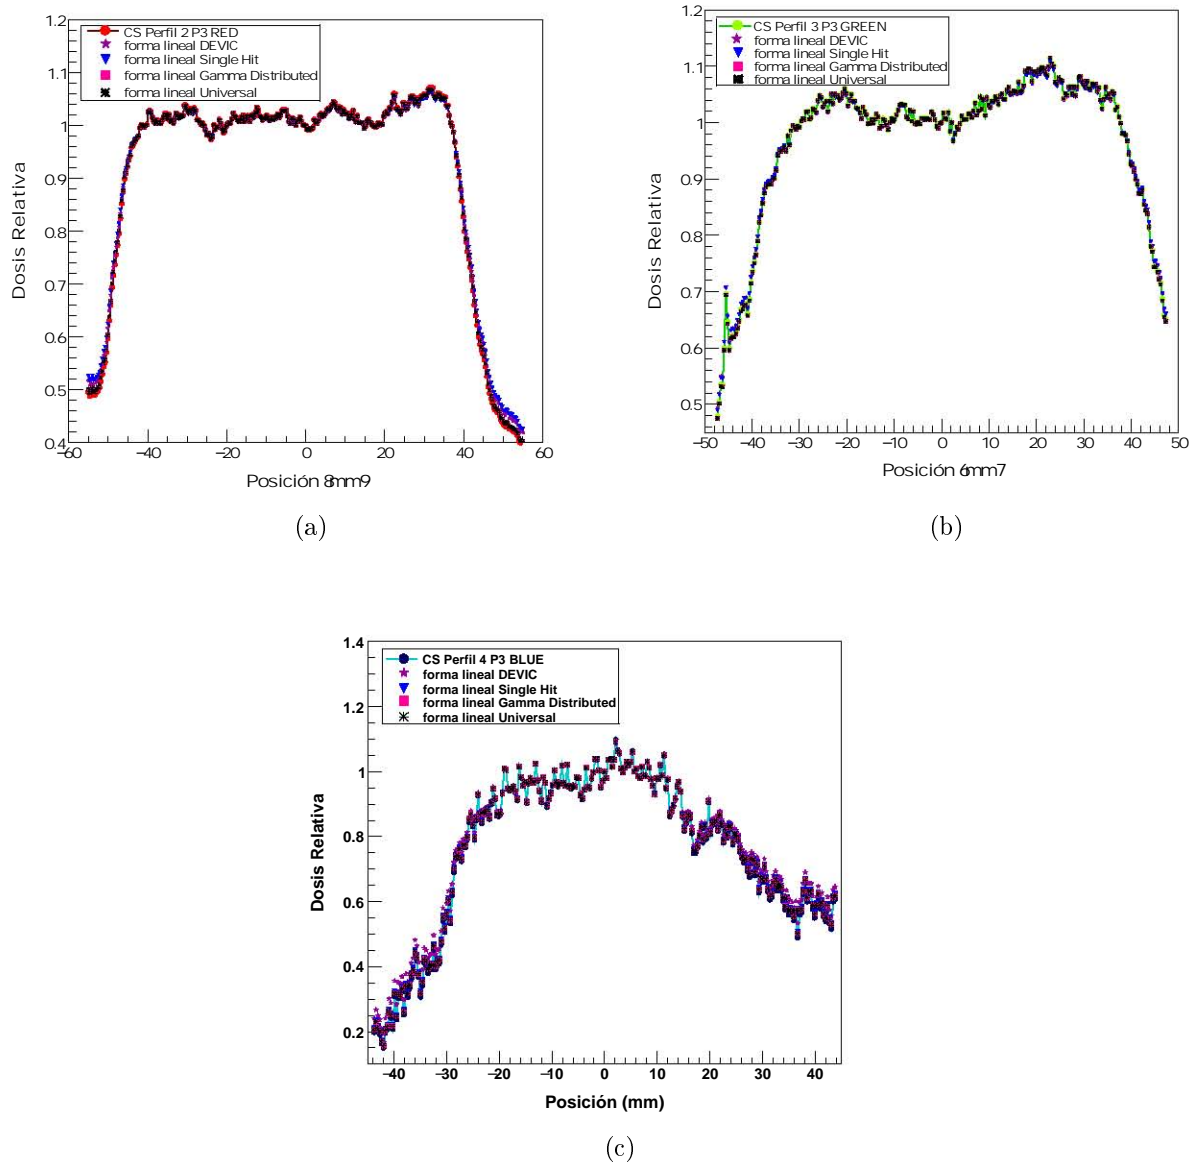 1.2
1.1
1
0.9
0.8
0.7
0.6
0.5
0.4
CS Perfil 2 P3 RED
forma lineal DEVIC
forma lineal Single Hit
forma lineal Gamma Distributed
forma lineal Universal
Dosis Relativa
−60 −40 −20 0 20 40 60
Posición 8mm9
(a)
1.2
1.1
1
0.9
0.8
0.7
0.6
0.5
CS Perfil 3 P3 GREEN
forma lineal DEVIC
forma lineal Single Hit
forma lineal Gamma Distributed
forma lineal Universal
Dosis Relativa
−50 −40 −30 −20 −10 0 10 20 30 40 50
Posición 6mm7
(b)
1.4
1.2
1
0.8
0.6
0.4
0.2
CS Perfil 4 P3 BLUE
forma lineal DEVIC
forma lineal Single Hit
forma lineal Gamma Distributed
forma lineal Universal
Dosis Relativa
−40 −30 −20 −10 0 10 20 30 40
Posición (mm)
(c)